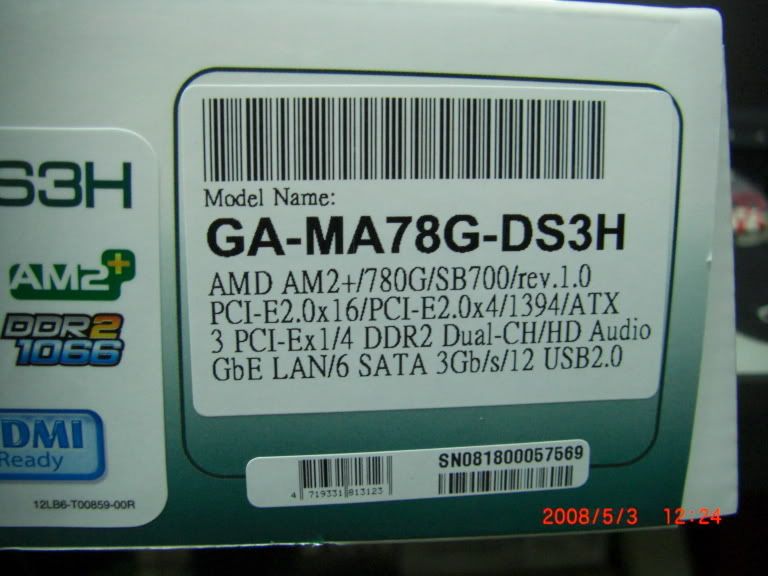 S3H
AM2+
DDR2
1066
DMI
Ready
12LB6-T00859-00R
Model Name:
GA-MA78G-DS3H
AMD AM2+/780G/SB700/rev.1.0
PCI-E2.0x16/PCI-E2.0x4/1394/ATX
3 PCI-Ex1/4 DDR2 Dual-CH/HD Audio
GbE LAN/6 SATA 3Gb/s/12 USB2.0
4 719331 813123
SN081800057569
2008/5/3 12:24